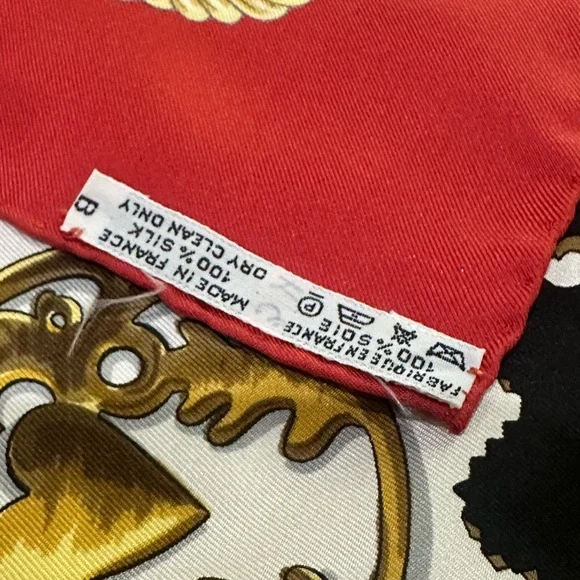 FABRIQUE EN FRANCE
100% SOIE
MADE IN FRANCE
100% SILK
DRY CLEAN ONLY
P
B